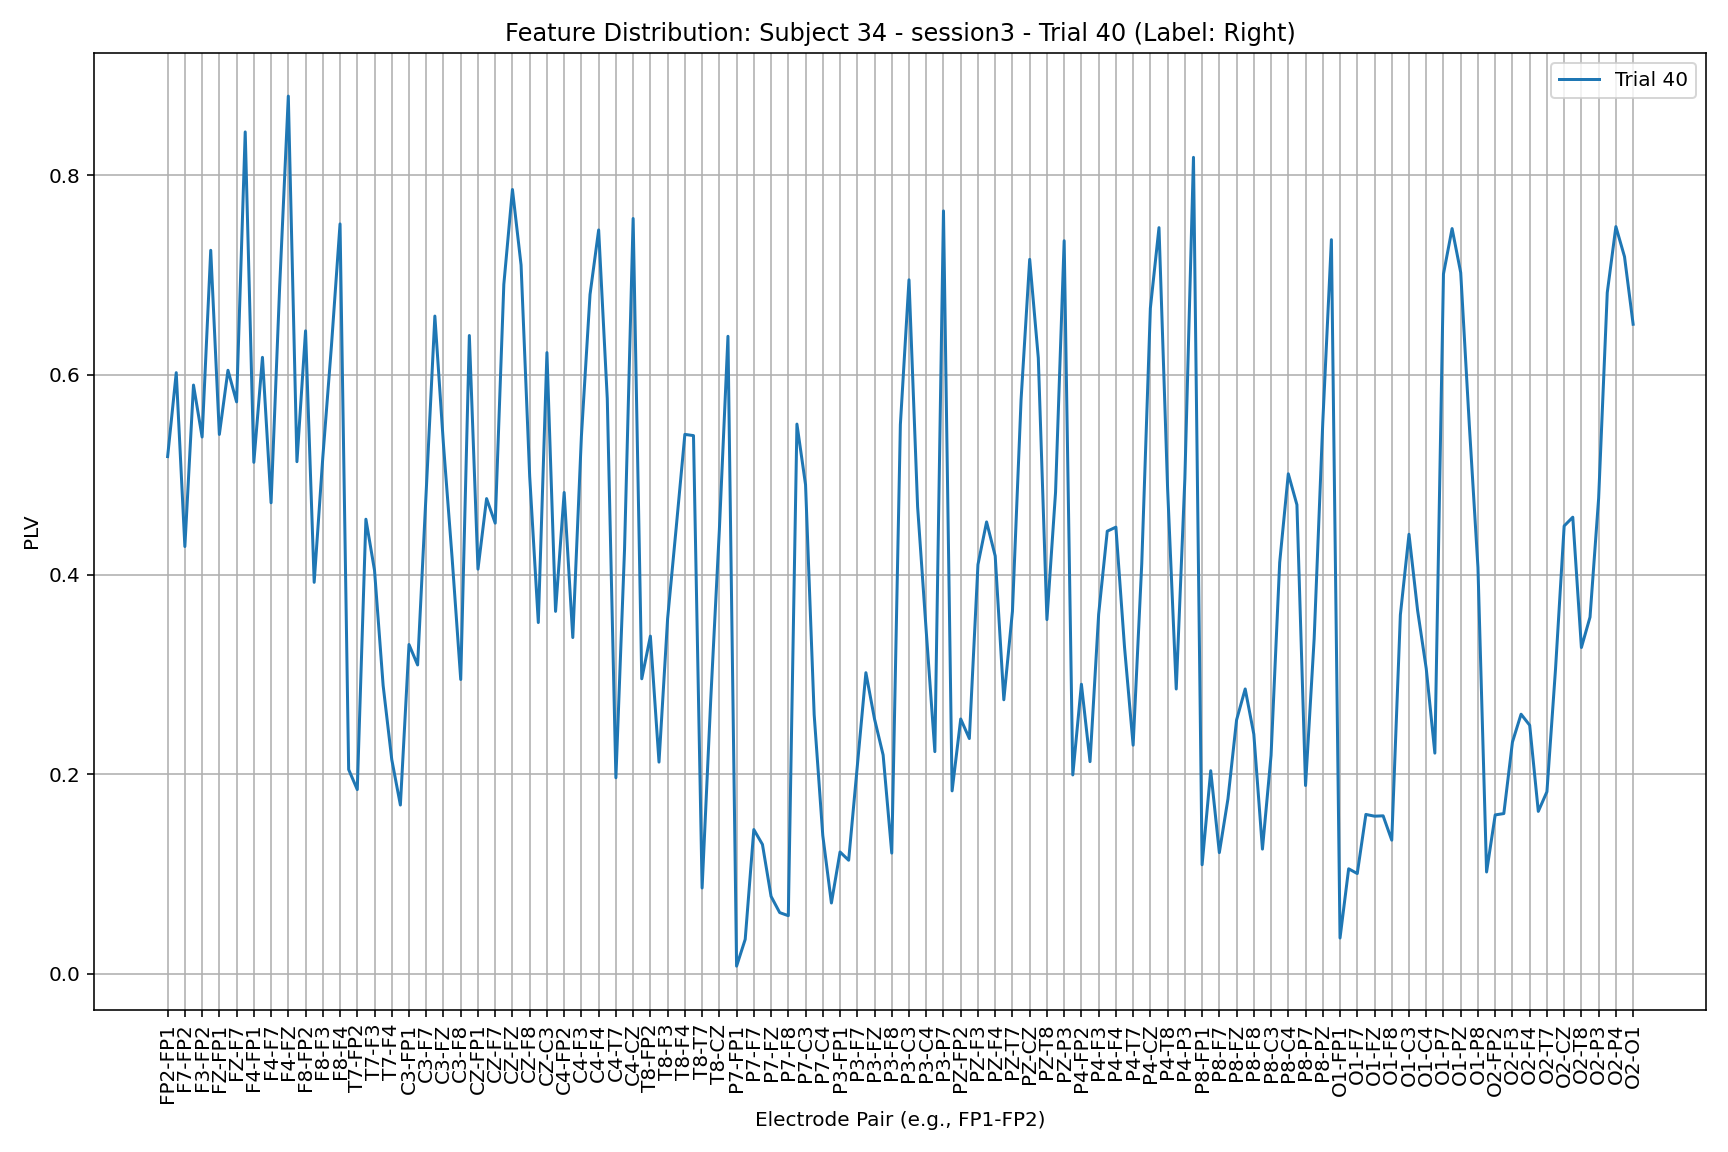 Feature Distribution: Subject 34 - session3 - Trial 40 (Label: Right)
Trial 40
PLV
0.8
0.6
0.4
0.2
0.0
FP2-FP1
F7-FP2
F3-FP2
FZ-FP1
FZ-F7
F4-FP1
F4-F7
F4-FZ
F8-FP2
F8-F3
F8-F4
T7-FP2
T7-F3
T7-F4
C3-FP1
C3-F7
C3-FZ
C3-F8
CZ-FP1
CZ-F7
CZ-FZ
CZ-F8
CZ-C3
C4-FP2
C4-F3
C4-F4
C4-T7
C4-CZ
T8-FP2
T8-F3
T8-F4
T8-T7
T8-CZ
P7-FP1
P7-F7
P7-FZ
P7-F8
P7-C3
P7-C4
P3-FP1
P3-F7
P3-FZ
P3-F8
P3-C3
P3-C4
P3-P7
PZ-FP2
PZ-F3
PZ-F4
PZ-T7
PZ-CZ
PZ-T8
PZ-P3
P4-FP2
P4-F3
P4-F4
P4-T7
P4-CZ
P4-T8
P4-P3
P8-FP1
P8-F7
P8-FZ
P8-F8
P8-C3
P8-C4
P8-P7
P8-PZ
O1-FP1
O1-F7
O1-FZ
O1-F8
O1-C3
O1-C4
O1-P7
O1-PZ
O1-P8
O2-FP2
O2-F3
O2-F4
O2-T7
O2-CZ
O2-T8
O2-P3
O2-P4
O2-O1
Electrode Pair (e.g., FP1-FP2)